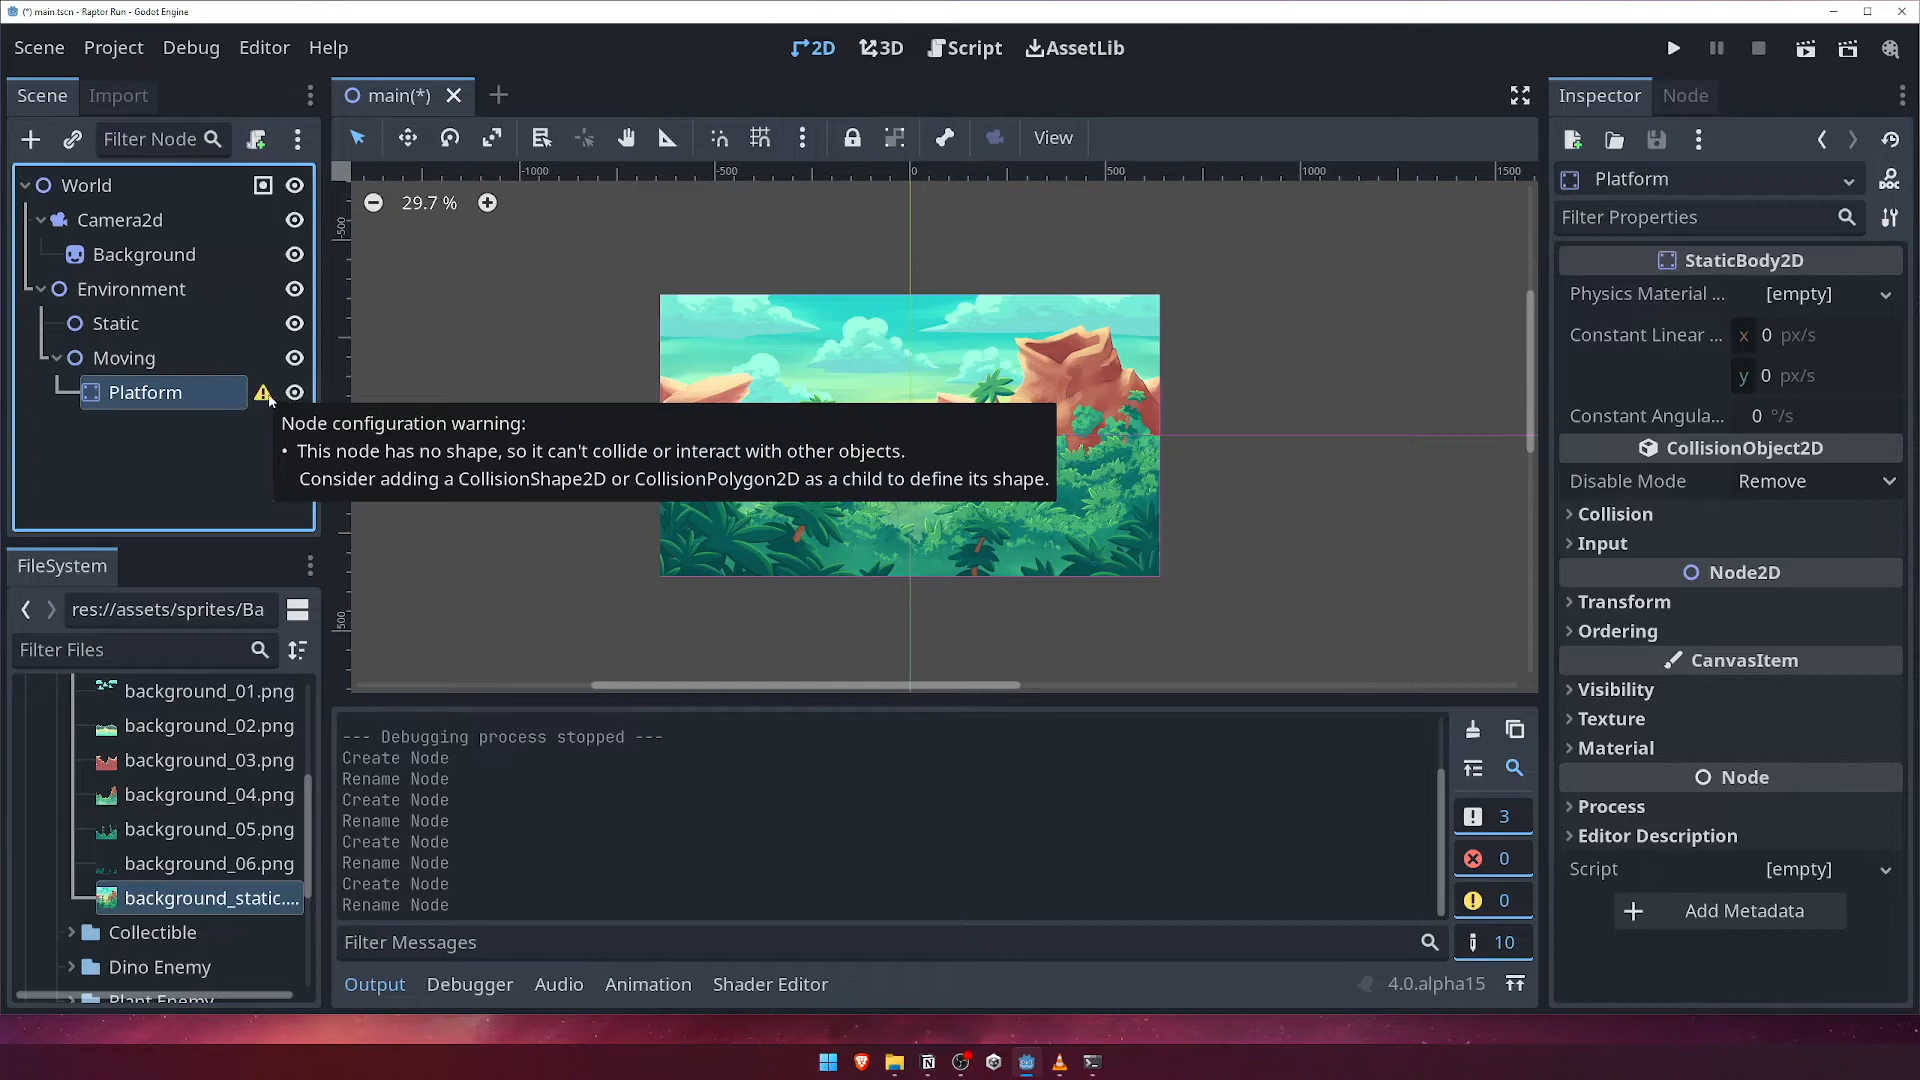 (*) main.tscn - Raptor Run - Godot Engine
Scene Project Debug Editor Help
2D 3D Script AssetLib
Scene Import
Filter Node
World
Camera2d
Background
Environment
Static
Moving
Platform
main(*)
View
-1000 -500 0 500 1000 1500
-500
500
29.7 %
Node configuration warning:
• This node has no shape, so it can't collide or interact with other objects.
Consider adding a CollisionShape2D or CollisionPolygon2D as a child to define its shape.
FileSystem
res://assets/sprites/Ba
Filter Files
background_01.png
background_02.png
background_03.png
background_04.png
background_05.png
background_06.png
background_static....
Collectible
Dino Enemy
Plant Enemy
--- Debugging process stopped ---
Create Node
Rename Node
Create Node
Rename Node
Create Node
Rename Node
Create Node
Rename Node
Filter Messages
3
0
0
10
Output Debugger Audio Animation Shader Editor
4.0.alpha15
Inspector Node
Platform
DOC
Filter Properties
StaticBody2D
Physics Material ... [empty]
Constant Linear ... x 0 px/s
y 0 px/s
Constant Angula... 0 °/s
CollisionObject2D
Disable Mode Remove
Collision
Input
Node2D
Transform
Ordering
CanvasItem
Visibility
Texture
Material
Node
Process
Editor Description
Script [empty]
Add Metadata